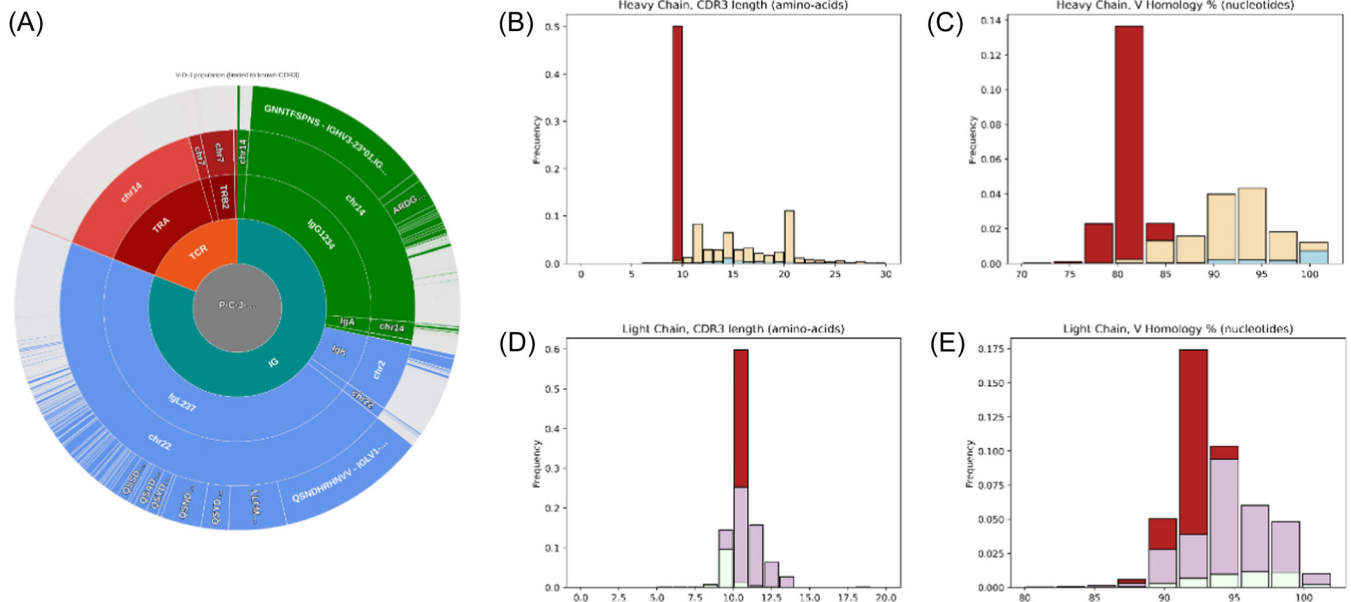 (A)
V-D-J population (limited to known CDR3)
GNNTFSPNS - IGHV3-23*01,IG...
ARDG...
chr14
chr14
IgG1234
IgA
chr14
chr7
chr7
chr14
TRB2
TRA
TCR
P-C-J-...
IG
IgK
chr2
chr22
IgL237
chr22
QSNDHRHNVV - IGLV1-...
QSYD...
QSND...
QSYD...
QSAD...
QSSD...
(B)
Heavy Chain, CDR3 length (amino-acids)
Frequency
0.5
0.4
0.3
0.2
0.1
0.0
0 5 10 15 20 25 30
(C)
Heavy Chain, V Homology % (nucleotides)
Frequency
0.14
0.12
0.10
0.08
0.06
0.04
0.02
0.00
70 75 80 85 90 95 100
(D)
Light Chain, CDR3 length (amino-acids)
Frequency
0.6
0.5
0.4
0.3
0.2
0.1
0.0
0.0 2.5 5.0 7.5 10.0 12.5 15.0 17.5 20.0
(E)
Light Chain, V Homology % (nucleotides)
Frequency
0.175
0.150
0.125
0.100
0.075
0.050
0.025
0.000
80 85 90 95 100